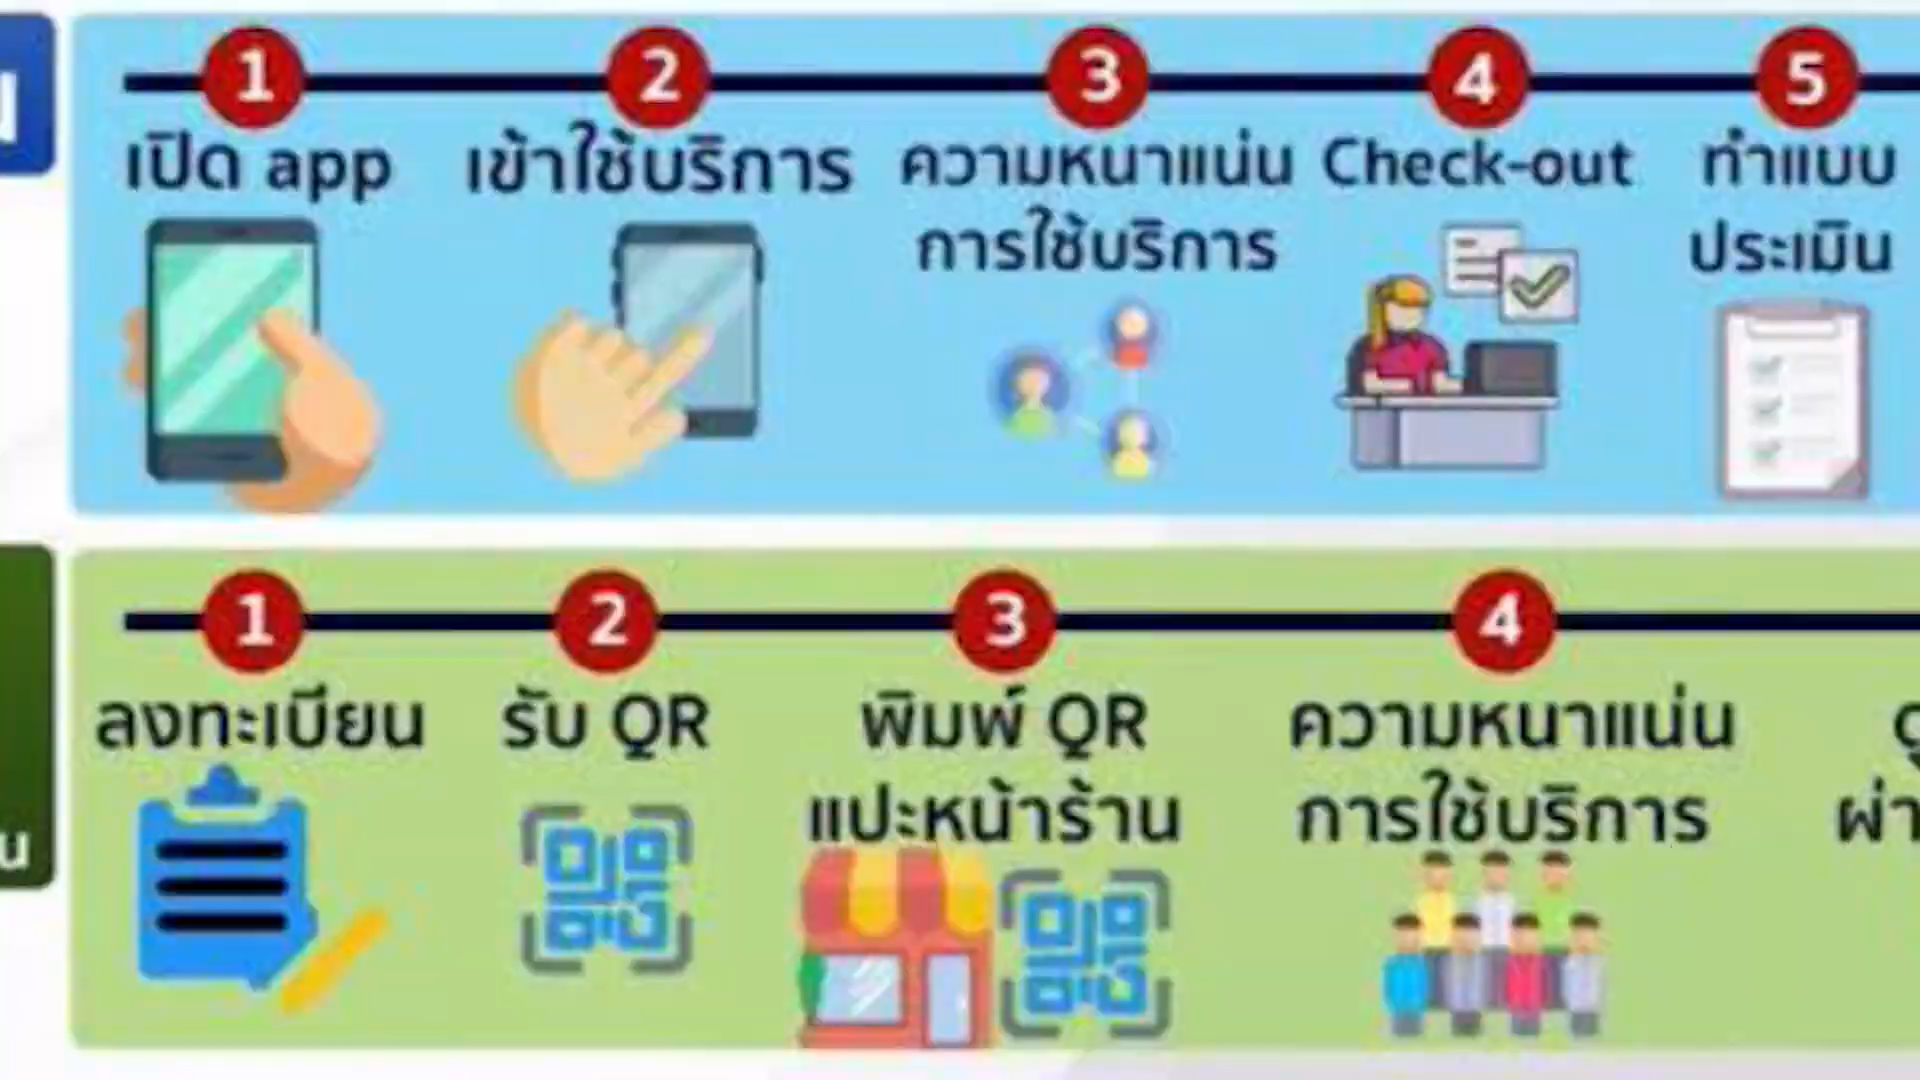 1 2 3 4 5
เปิด app เข้าใช้บริการ ความหนาแน่น Check-out ทำแบบ
การใช้บริการ ประเมิน
1 2 3 4
ลงทะเบียน รับ QR พิมพ์ QR ความหนาแน่น
แปะหน้าร้าน การใช้บริการ